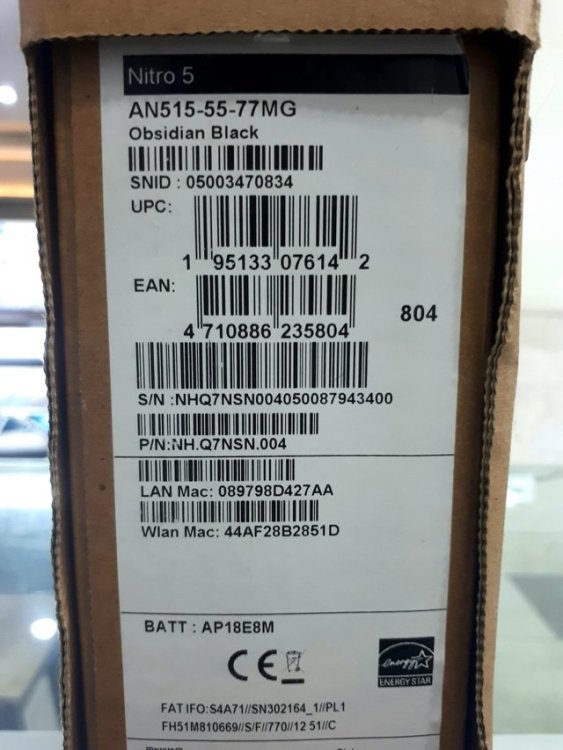 Nitro 5
AN515-55-77MG
Obsidian Black
SNID : 05003470834
UPC:
1 95133 07614 2
EAN:
4 710886 235804
804
S/N :NHQ7NSN004050087943400
P/N:NH.Q7NSN.004
LAN Mac: 089798D427AA
Wlan Mac: 44AF28B2851D
BATT : AP18E8M
CE
energy
ENERGY STAR
FAT IFO:S4A71//SN302164_1//PL1
FH51M810669//S/F//770//12 51//C